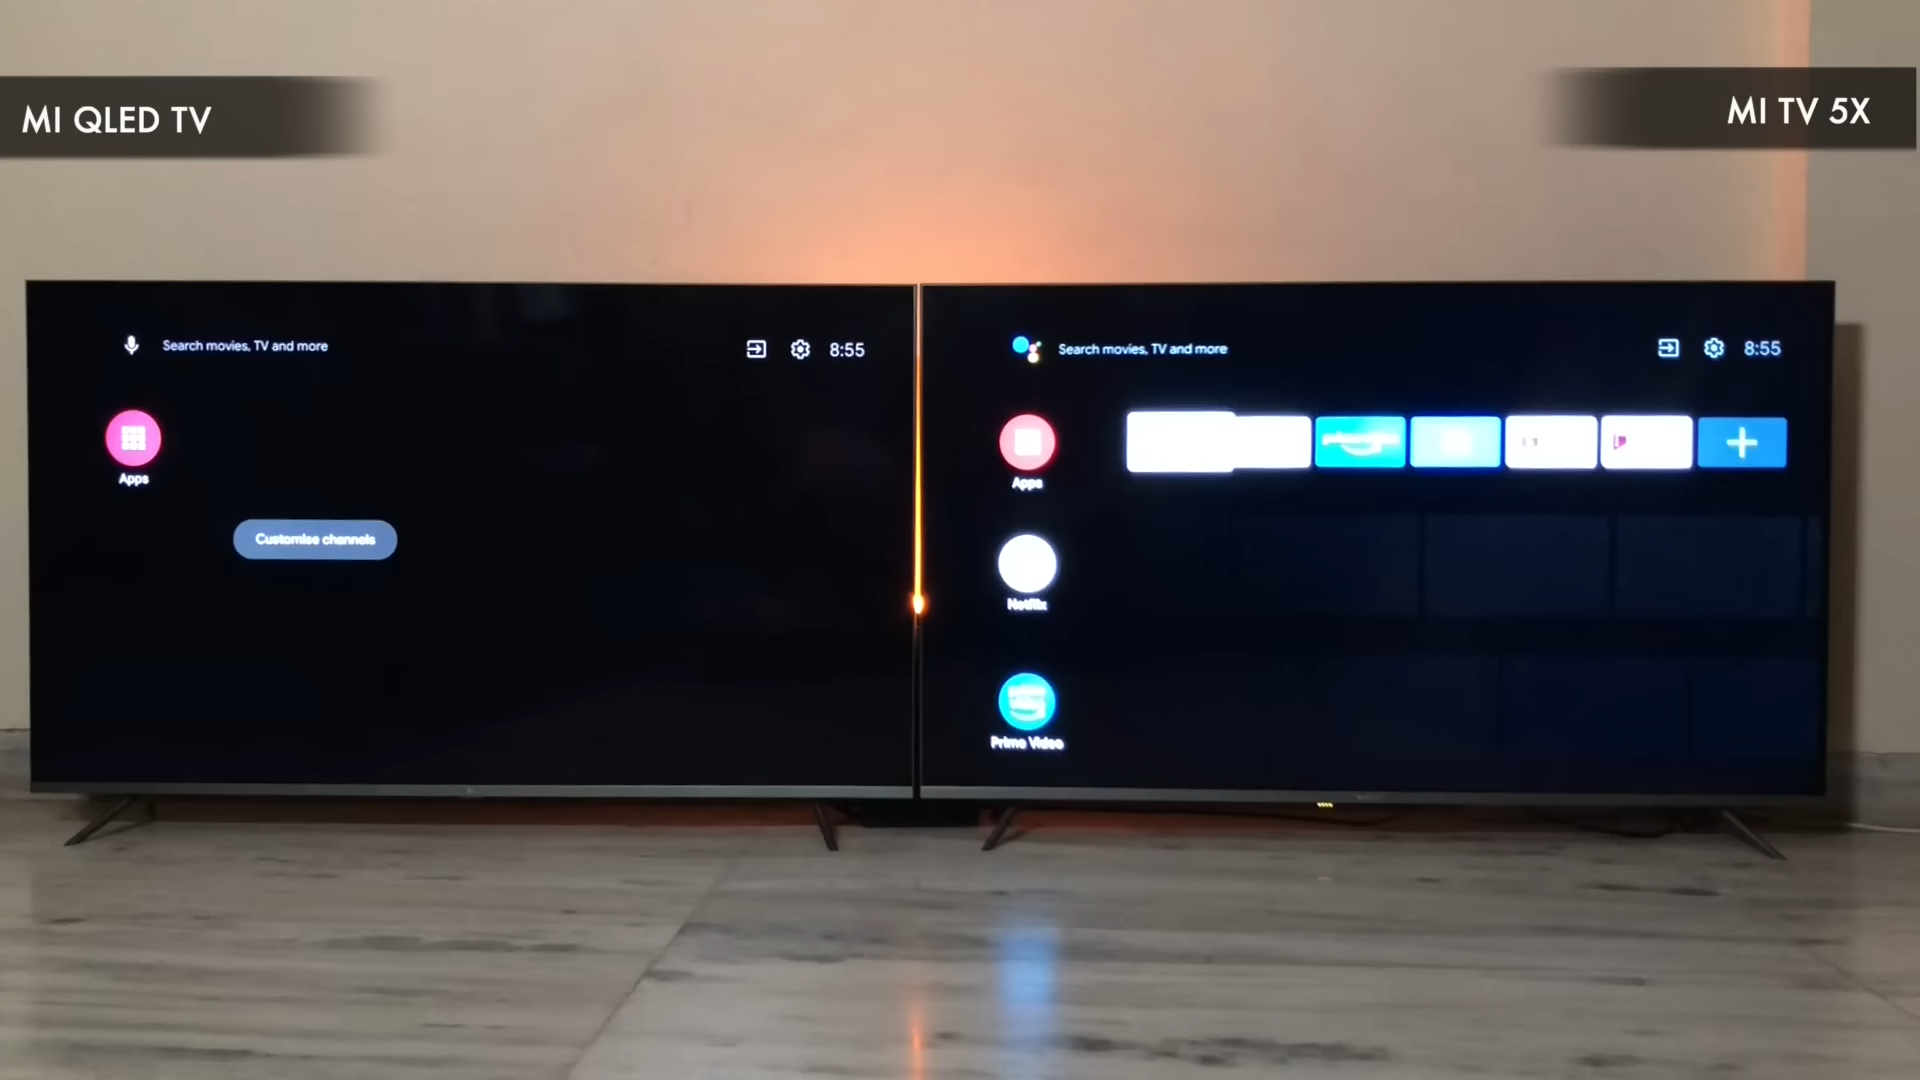 MI QLED TV
MI TV 5X
Search movies, TV and more
8:55
Apps
Customise channels
Search movies, TV and more
8:55
Apps
Netflix
Prime Video